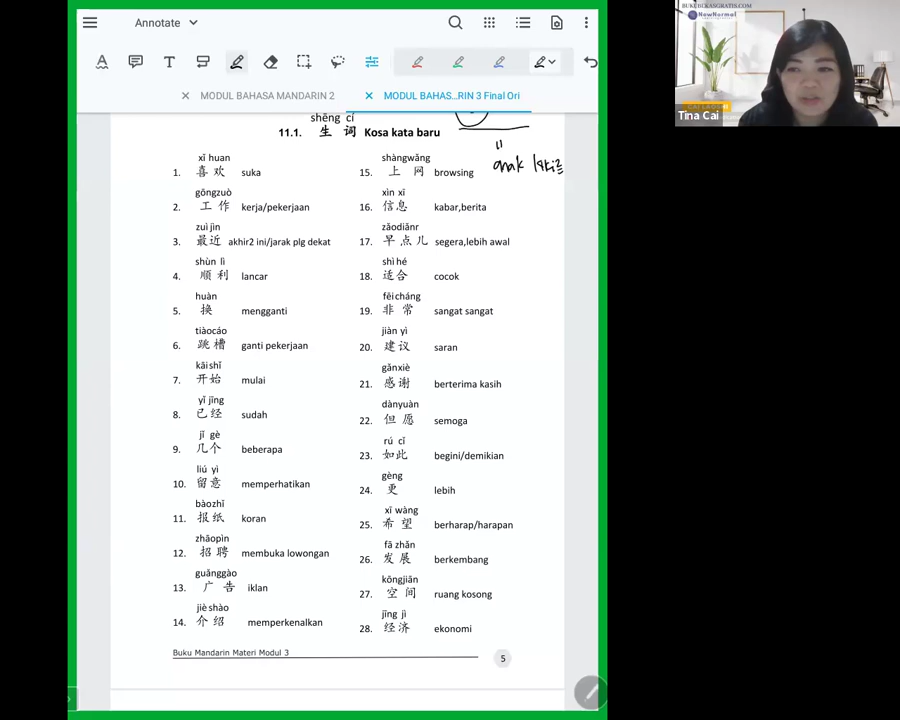 Annotate
MODUL BAHASA MANDARIN 2
MODUL BAHAS...RIN 3 Final Ori
shēng cí
11.1. 生 词 Kosa kata baru
anak laki2
xǐ huan
1. 喜 欢 suka
gōngzuò
2. 工 作 kerja/pekerjaan
zuì jìn
3. 最近 akhir2 ini/jarak plg dekat
shùn lì
4. 顺 利 lancar
huàn
5. 换 mengganti
tiàocáo
6. 跳 槽 ganti pekerjaan
kāishǐ
7. 开 始 mulai
yǐ jīng
8. 已 经 sudah
jǐ gè
9. 几个 beberapa
liú yì
10. 留 意 memperhatikan
bàozhǐ
11. 报 纸 koran
zhāopìn
12. 招 聘 membuka lowongan
guǎnggào
13. 广 告 iklan
jiè shào
14. 介 绍 memperkenalkan
shàngwǎng
15. 上 网 browsing
xìn xī
16. 信息 kabar,berita
zǎodiǎnr
17. 早 点 儿 segera,lebih awal
shì hé
18. 适合 cocok
fēicháng
19. 非 常 sangat sangat
jiàn yì
20. 建 议 saran
gǎnxiè
21. 感 谢 berterima kasih
dànyuàn
22. 但 愿 semoga
rú cǐ
23. 如此 begini/demikian
gèng
24. 更 lebih
xī wàng
25. 希 望 berharap/harapan
fā zhǎn
26. 发 展 berkembang
kōngjiān
27. 空 间 ruang kosong
jīng jì
28. 经 济 ekonomi
Buku Mandarin Materi Modul 3
5
BUKUBEKASGRATIS.COM
NewNormal
Tina Cai